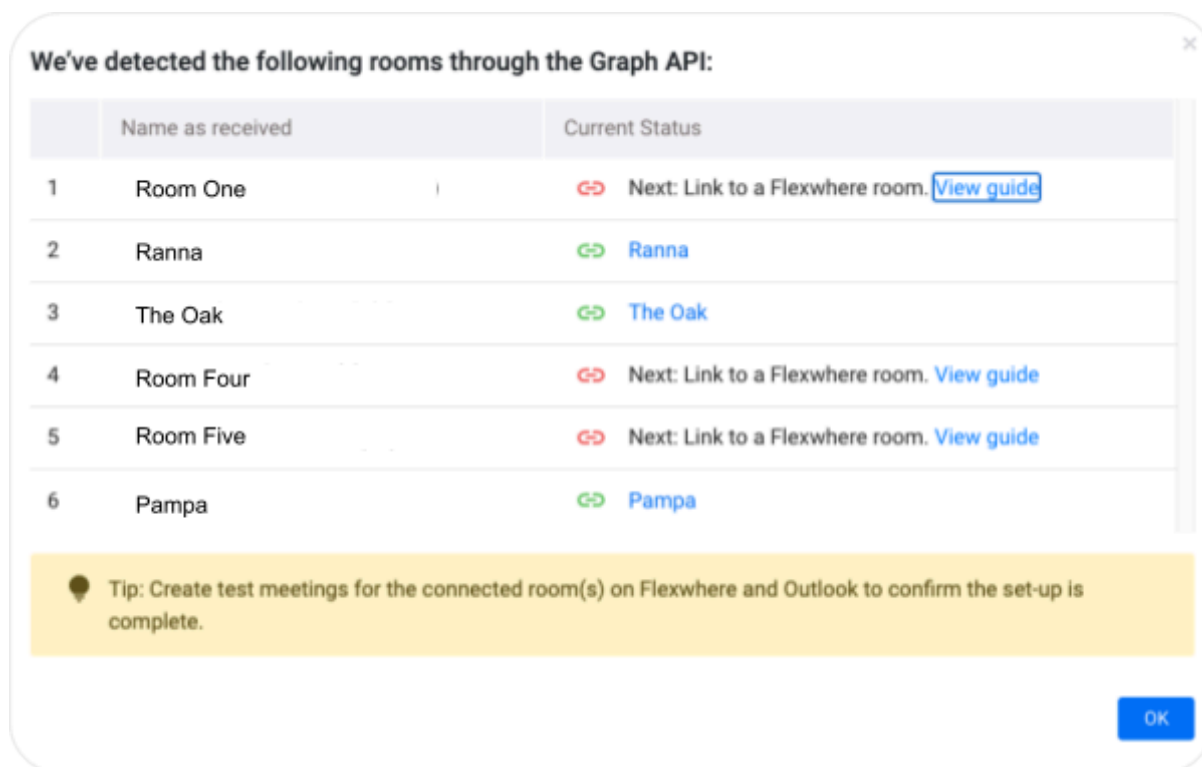 We've detected the following rooms through the Graph API:
Name as received Current Status
1 Room One Next: Link to a Flexwhere room. View guide
2 Ranna Ranna
3 The Oak The Oak
4 Room Four Next: Link to a Flexwhere room. View guide
5 Room Five Next: Link to a Flexwhere room. View guide
6 Pampa Pampa
Tip: Create test meetings for the connected room(s) on Flexwhere and Outlook to confirm the set-up is
complete.
OK